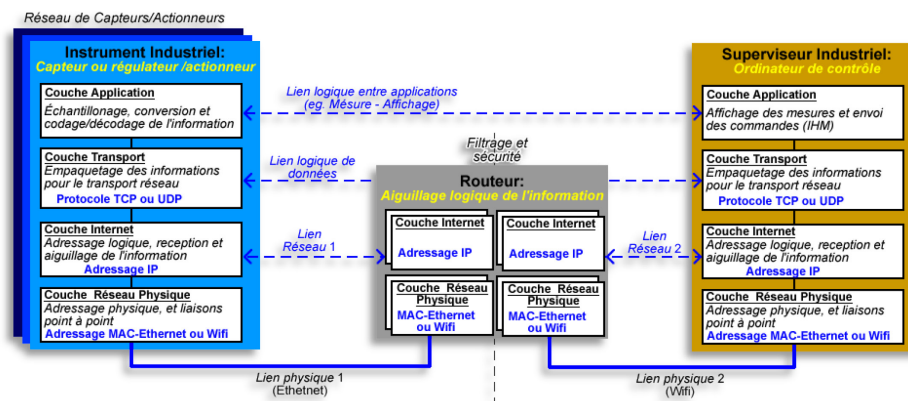 Réseau de Capteurs/Actionneurs
Instrument Industriel:
Capteur ou régulateur /actionneur
Couche Application
Échantillonage, conversion et
codage/décodage de l'information
Couche Transport
Empaquetage des informations
pour le transport réseau
Protocole TCP ou UDP
Couche Internet
Adressage logique, reception et
aiguillage de l'information
Adressage IP
Couche Réseau Physique
Adressage physique, et liaisons
point à point
Adressage MAC-Ethernet ou Wifi
Lien logique entre applications
(eg. Mésure - Affichage)
Lien logique de
données
Lien
Réseau 1
Filtrage et
sécurité
Routeur:
Aiguillage logique de l'information
Couche Internet
Adressage IP
Couche Réseau
Physique
MAC-Ethernet
ou Wifi
Couche Internet
Adressage IP
Couche Réseau
Physique
MAC-Ethernet
ou Wifi
Lien
Réseau 2
Superviseur Industriel:
Ordinateur de contrôle
Couche Application
Affichage des mesures et envoi
des commandes (IHM)
Couche Transport
Empaquetage des informations
pour le transport réseau
Protocole TCP ou UDP
Couche Internet
Adressage logique, reception et
aiguillage de l'information
Adressage IP
Couche Réseau Physique
Adressage physique, et liaisons
point à point
Adressage MAC-Ethernet ou Wifi
Lien physique 1
(Ethetnet)
Lien physique 2
(Wifi)